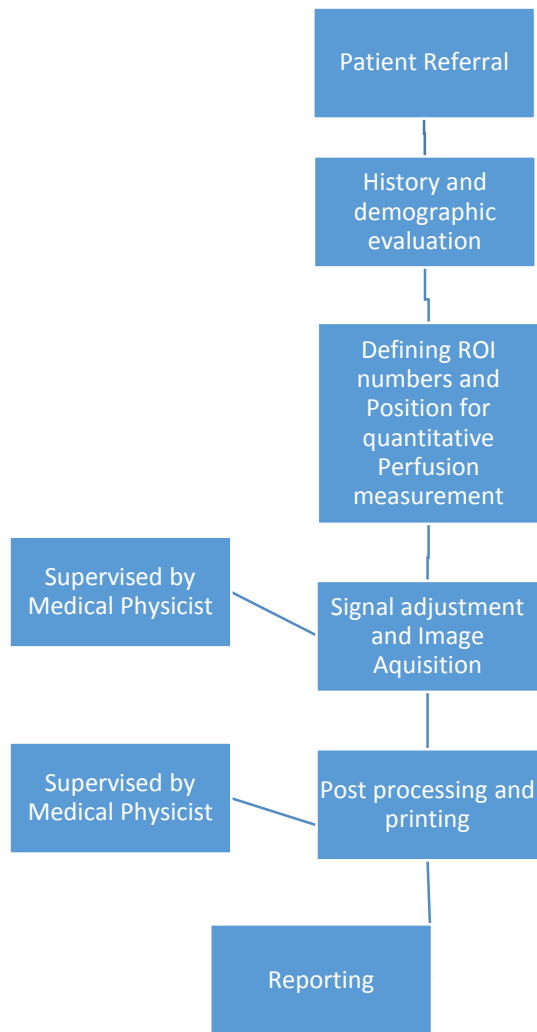 Patient Referral
History and
demographic
evaluation
Defining ROI
numbers and
Position for
quantitative
Perfusion
measurement
Supervised by
Medical Physicist
Signal adjustment
and Image
Aquisition
Supervised by
Medical Physicist
Post processing and
printing
Reporting